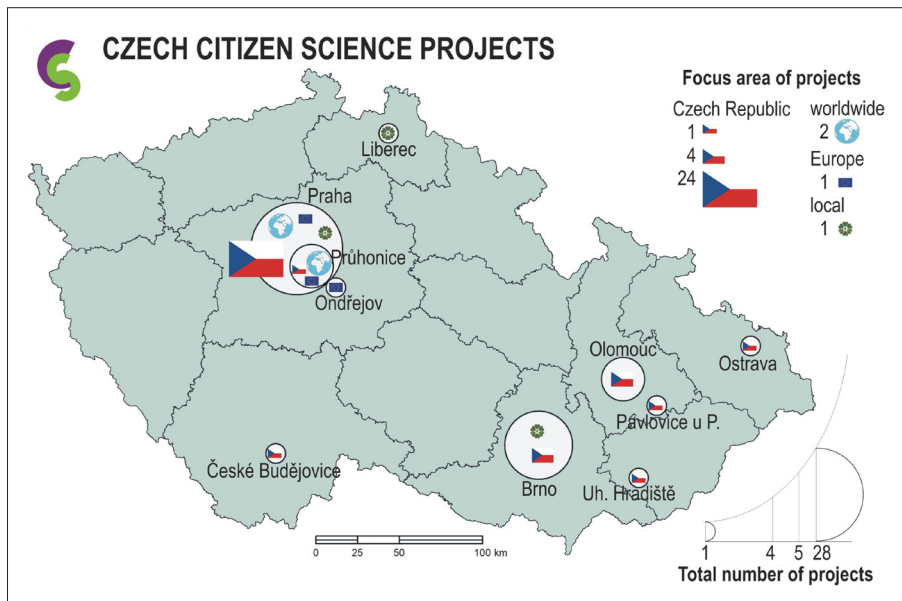 CZECH CITIZEN SCIENCE PROJECTS
Focus area of projects
Czech Republic
1
4
24
worldwide
2
Europe
1
local
1
Liberec
Praha
Průhonice
Ondřejov
Olomouc
Ostrava
Pavlovice u P.
České Budějovice
Brno
Uh. Hradiště
0 25 50 100 km
1 4 5 28
Total number of projects